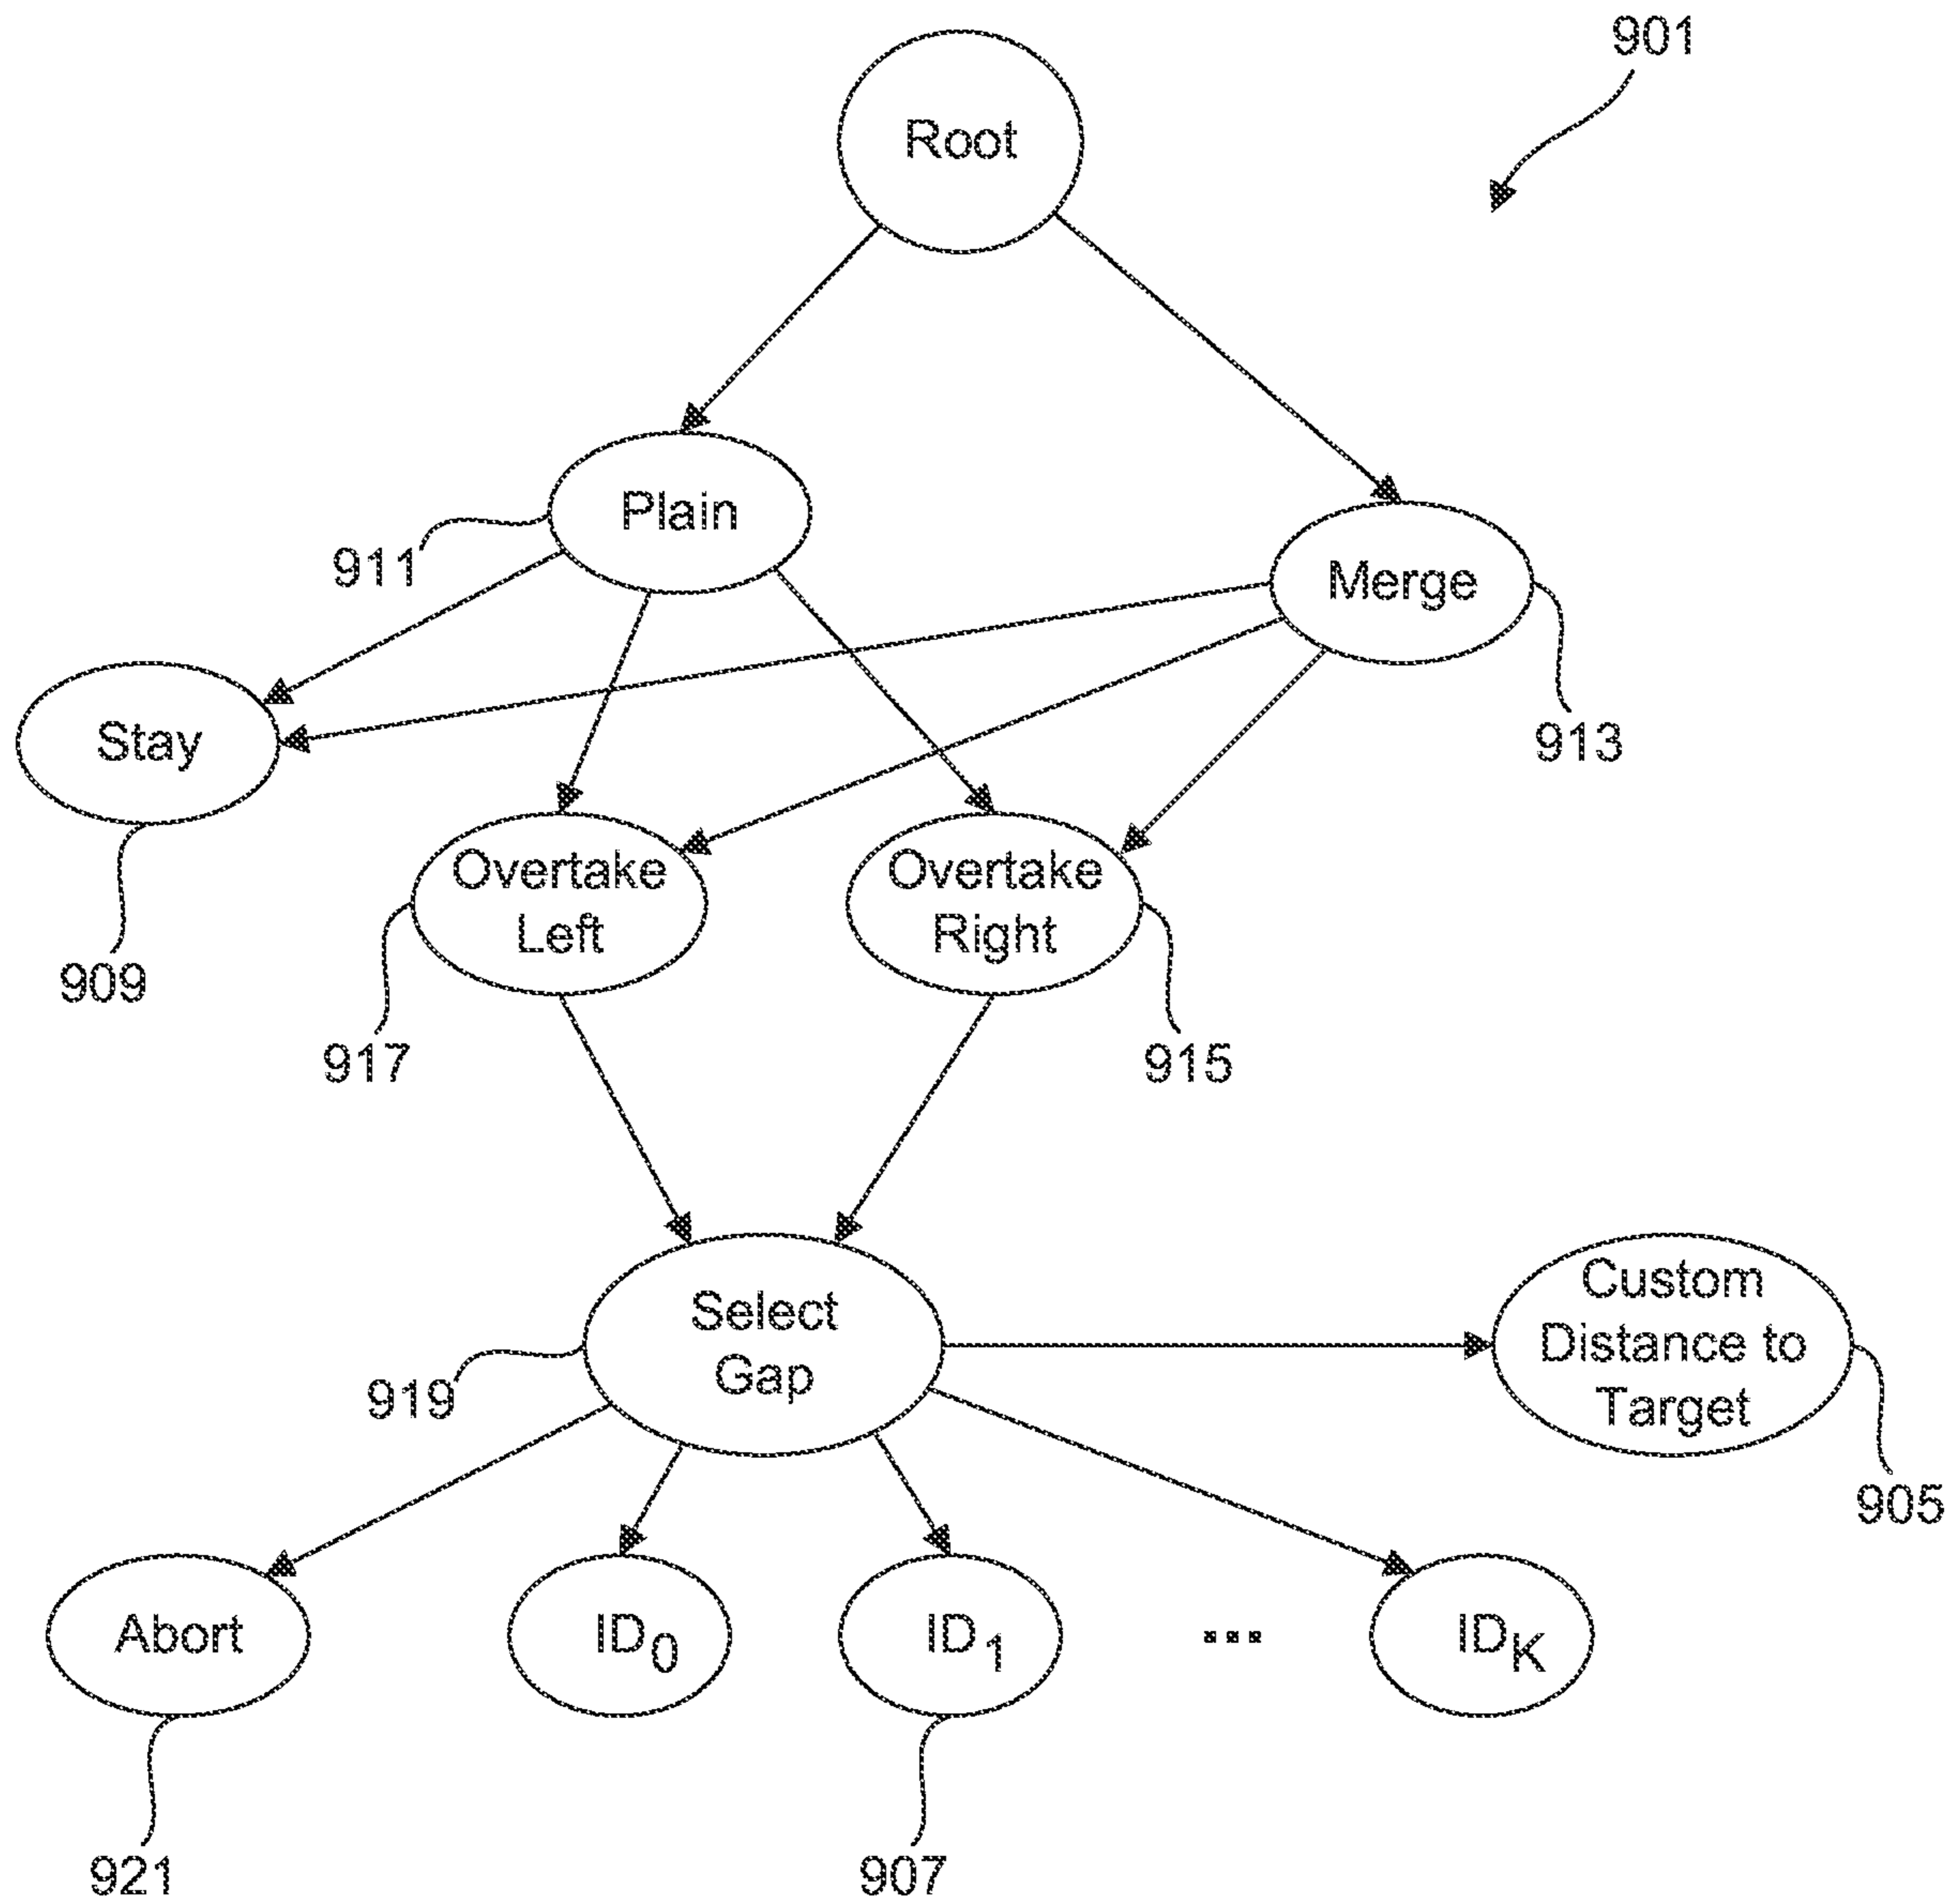 901
Root
Plain
911
Merge
913
Stay
909
Overtake
Left
917
Overtake
Right
915
Select
Gap
919
Custom
Distance to
Target
905
Abort
921
ID0
ID1
907
...
IDK